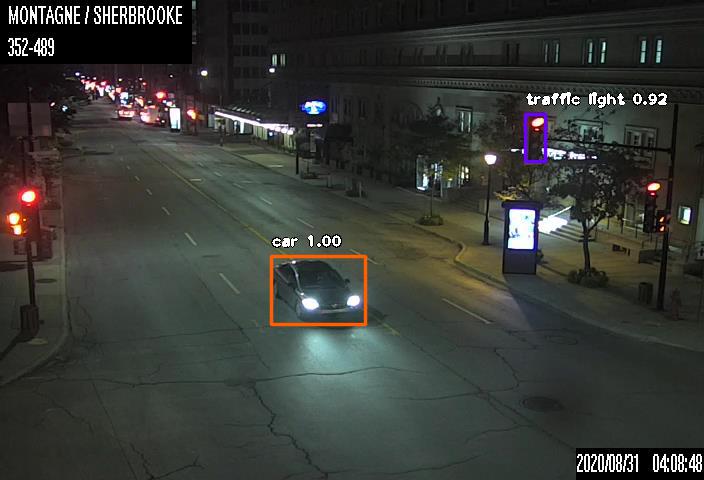 MONTAGNE / SHERBROOKE
352-489
traffic light 0.92
car 1.00
2020/08/31 04:08:48